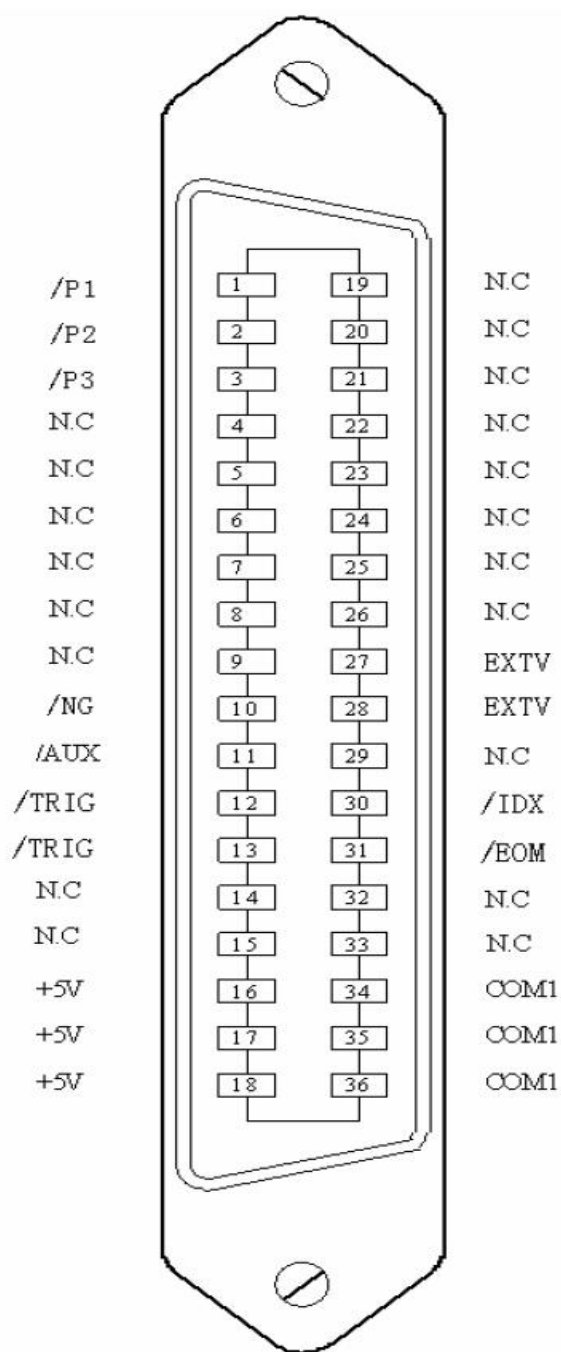 /P1 1 19 N.C
/P2 2 20 N.C
/P3 3 21 N.C
N.C 4 22 N.C
N.C 5 23 N.C
N.C 6 24 N.C
N.C 7 25 N.C
N.C 8 26 N.C
N.C 9 27 EXTV
/NG 10 28 EXTV
/AUX 11 29 N.C
/TRIG 12 30 /IDX
/TRIG 13 31 /EOM
N.C 14 32 N.C
N.C 15 33 N.C
+5V 16 34 COM1
+5V 17 35 COM1
+5V 18 36 COM1